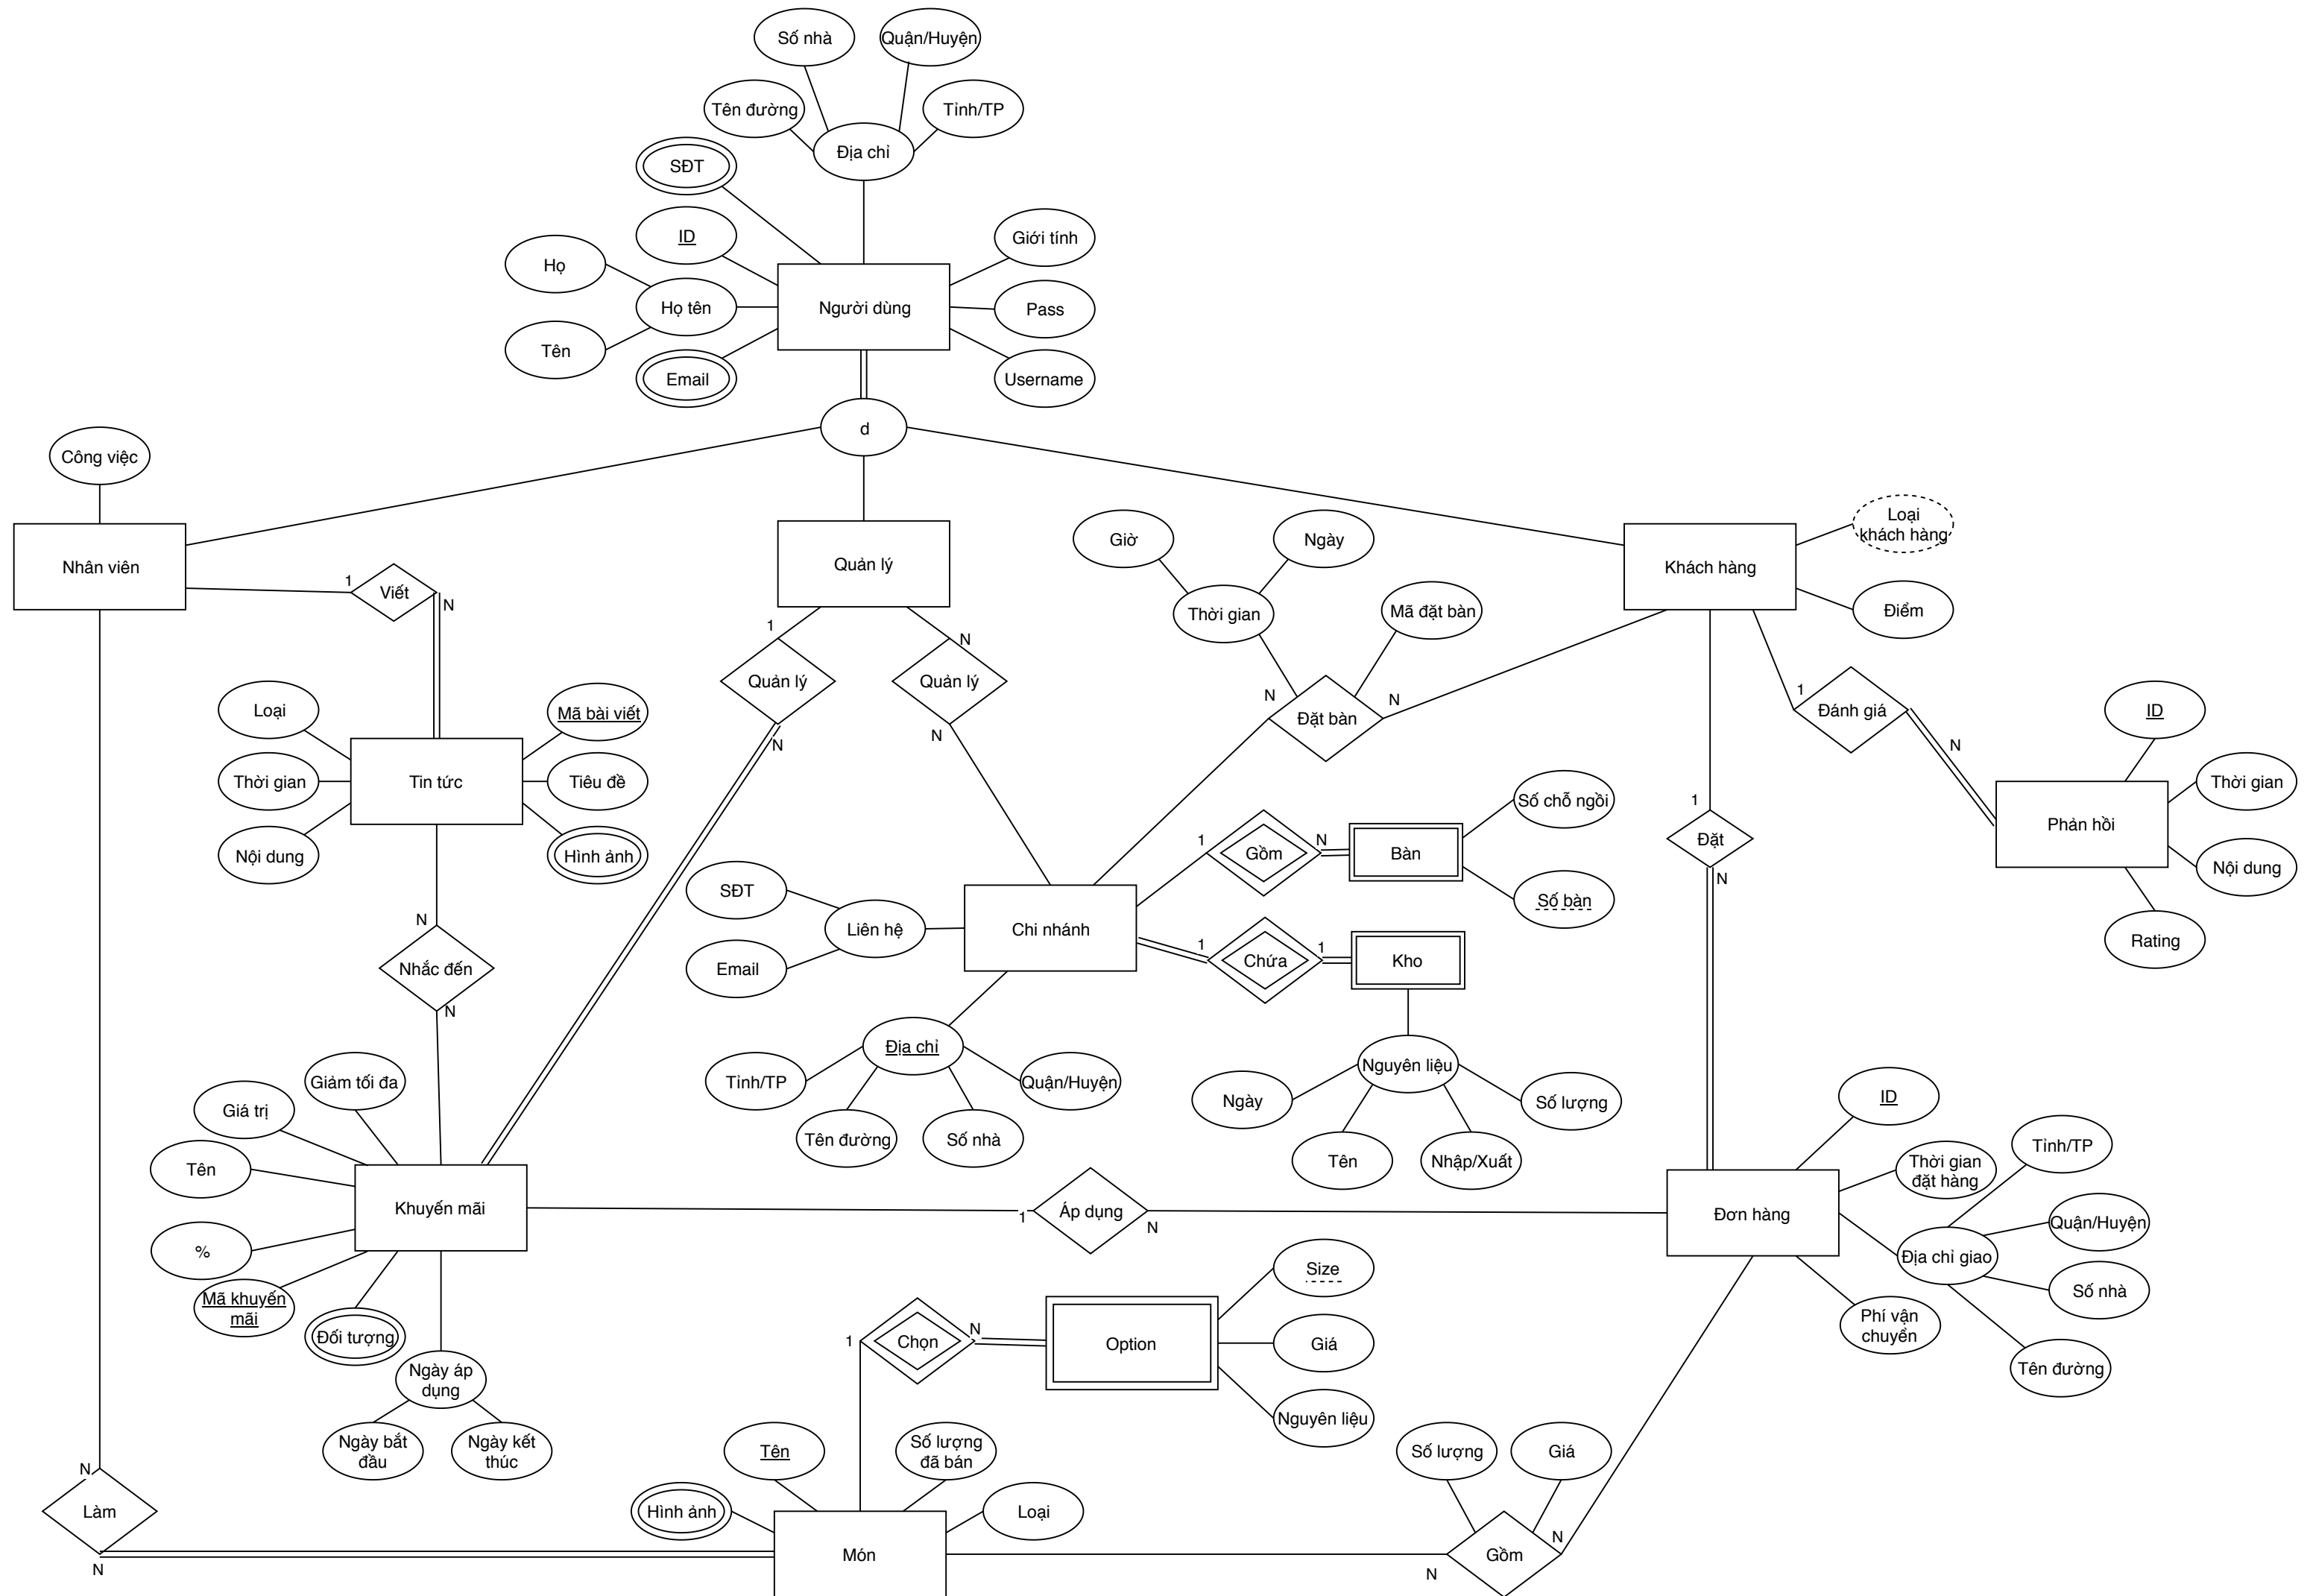 Số nhà
Quận/Huyện
Tên đường
Tỉnh/TP
Địa chỉ
SĐT
ID
Giới tính
Họ
Họ tên
Người dùng
Pass
Tên
Email
Username
d
Công việc
Nhân viên
1
Viết
N
Quản lý
Giờ
Ngày
Thời gian
Mã đặt bàn
Khách hàng
Loại
khách hàng
Điểm
1
Quản lý
N
N
Quản lý
N
N
Đặt bàn
N
1
Đánh giá
N
ID
Thời gian
Phản hồi
Nội dung
Rating
Loại
Mã bài viết
Thời gian
Tin tức
Tiêu đề
Nội dung
Hình ảnh
1
Đặt
N
Số chỗ ngồi
1
Gồm
N
Bàn
Số bàn
SĐT
Liên hệ
Chi nhánh
Email
1
Chứa
1
Kho
N
Nhắc đến
N
Địa chỉ
Tỉnh/TP
Quận/Huyện
Tên đường
Số nhà
Nguyên liệu
Ngày
Số lượng
Tên
Nhập/Xuất
Giảm tối đa
Giá trị
Tên
Khuyến mãi
%
Mã khuyến
mãi
Đối tượng
Ngày áp
dụng
Ngày bắt
đầu
Ngày kết
thúc
1
Áp dụng
N
ID
Thời gian
đặt hàng
Tỉnh/TP
Đơn hàng
Quận/Huyện
Địa chỉ giao
Số nhà
Phí vận
chuyển
Tên đường
1
Chọn
N
Option
Size
Giá
Nguyên liệu
Tên
Số lượng
đã bán
Hình ảnh
Loại
Món
Số lượng
Giá
N
Gồm
N
N
Làm
N